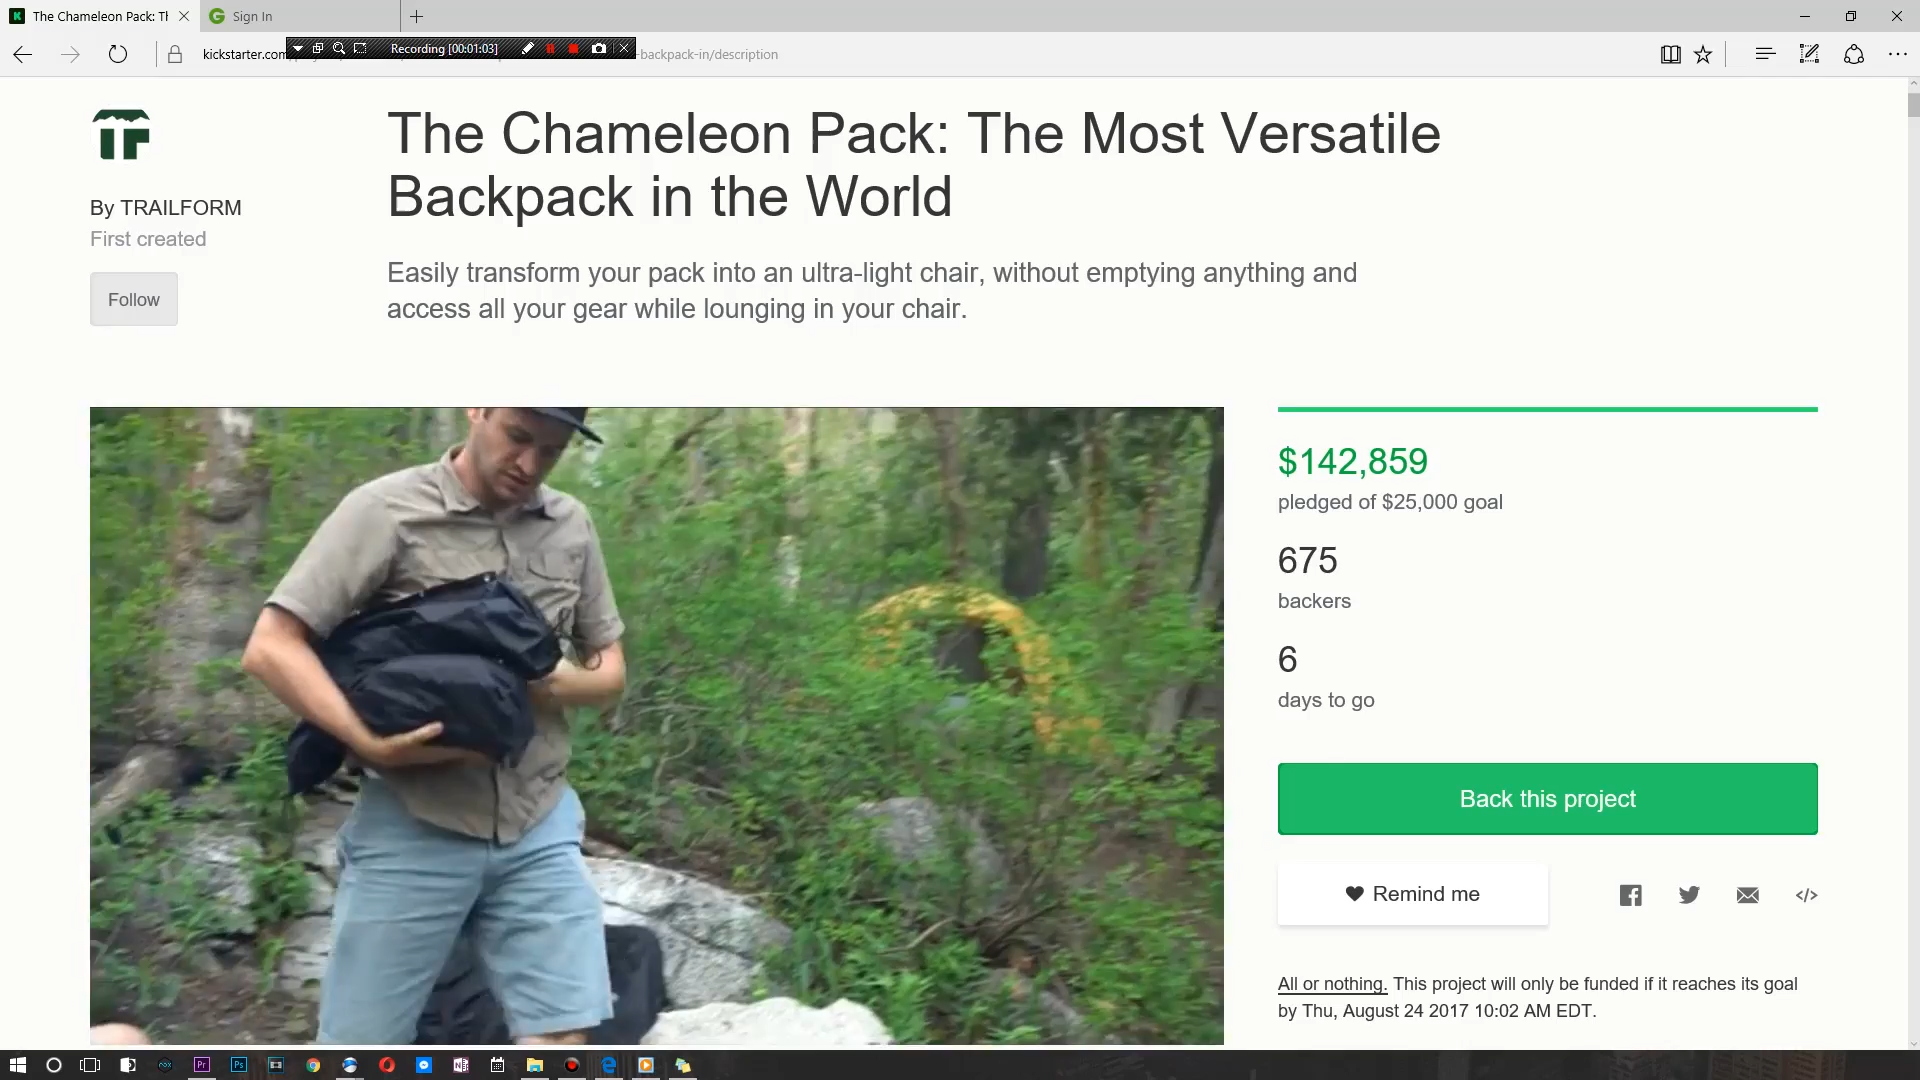 The Chameleon Pack: Th
Sign In
kickstarter.com
Recording [00:01:03]
-backpack-in/description
TF
By TRAILFORM
First created
Follow
The Chameleon Pack: The Most Versatile
Backpack in the World
Easily transform your pack into an ultra-light chair, without emptying anything and
access all your gear while lounging in your chair.
$142,859
pledged of $25,000 goal
675
backers
6
days to go
Back this project
Remind me
All or nothing. This project will only be funded if it reaches its goal
by Thu, August 24 2017 10:02 AM EDT.
Pr
Ps